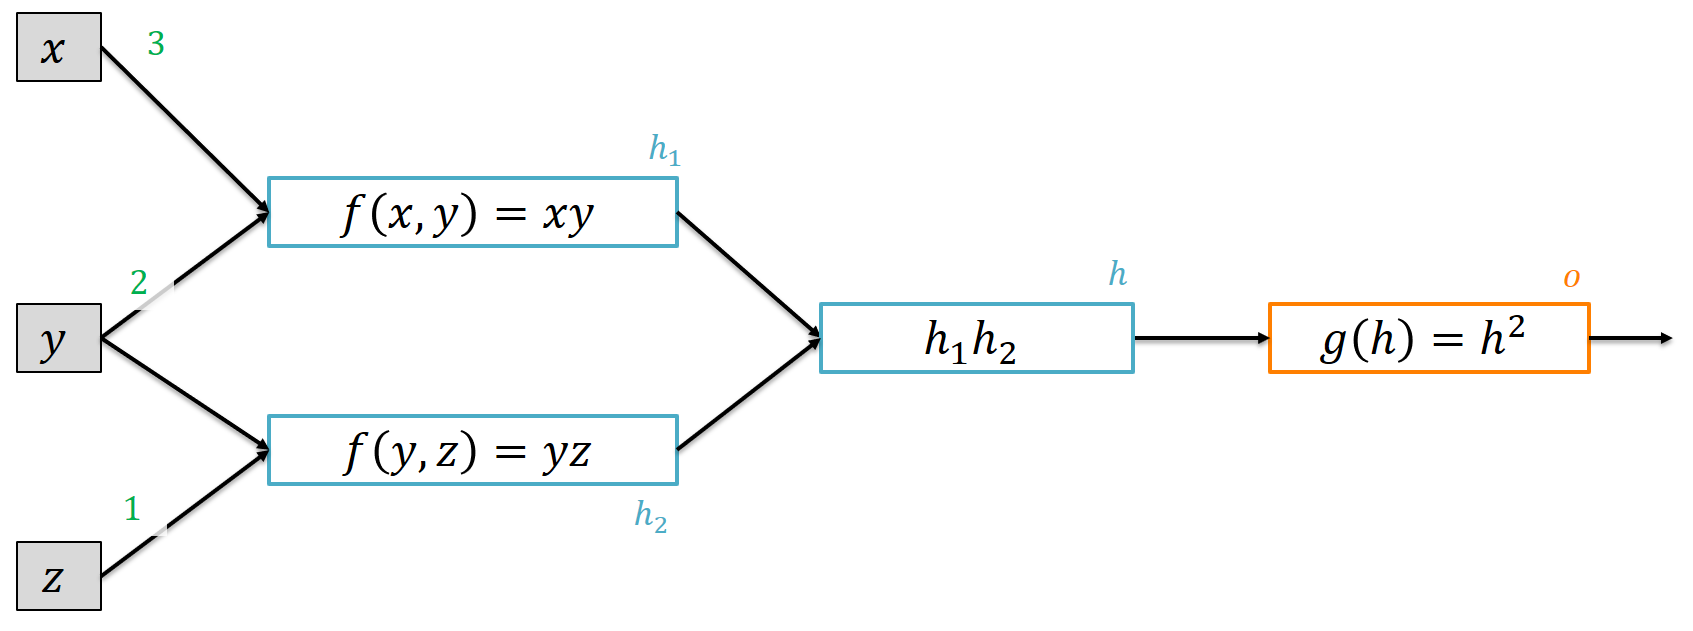 x
3
h₁
f(x, y) = xy
2
h
o
y
h₁h₂
g(h) = h²
f(y, z) = yz
1
h₂
z